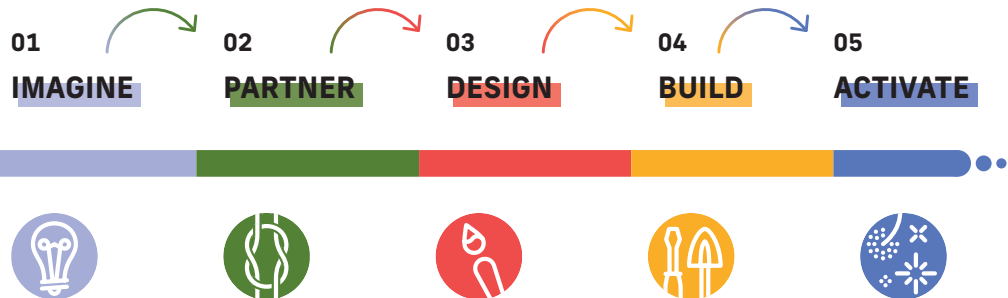 01
IMAGINE
02
PARTNER
03
DESIGN
04
BUILD
05
ACTIVATE